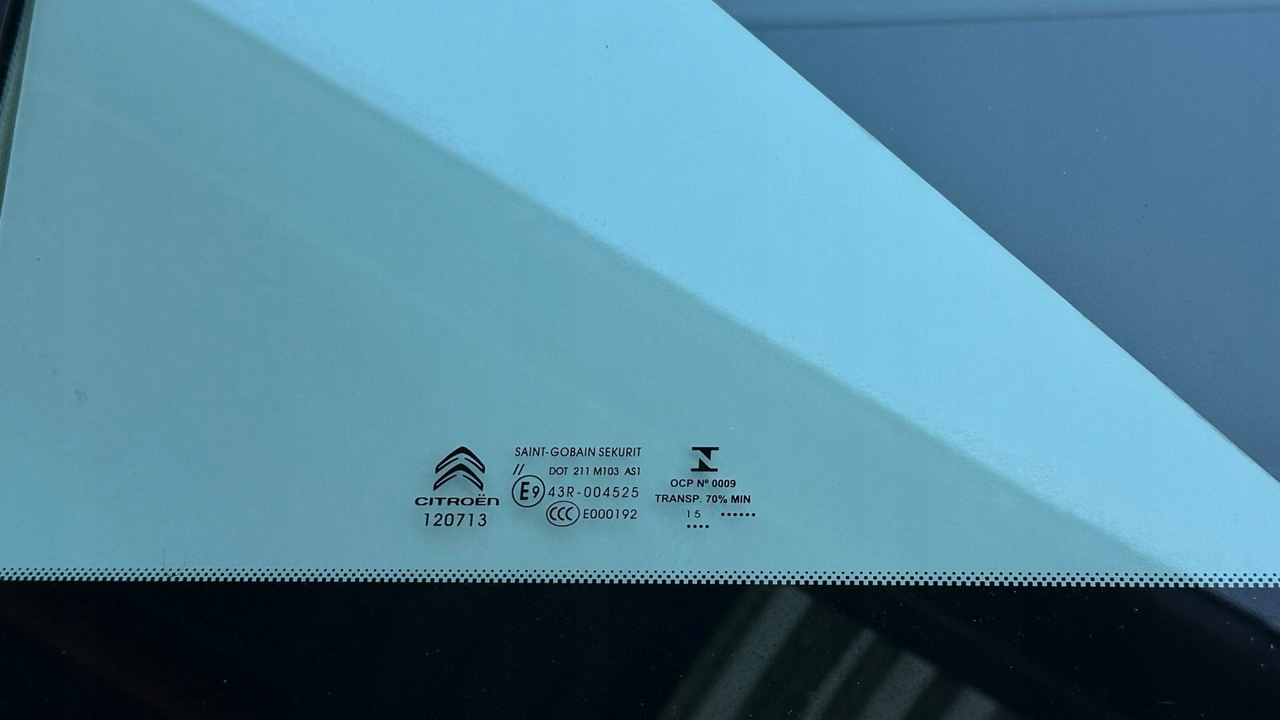 CITROËN
120713
SAINT-GOBAIN SEKURIT
// DOT 211 M103 AS1
E9 43R-004525
CCC E000192
OCP Nº 0009
TRANSP. 70% MIN
15 ......
....